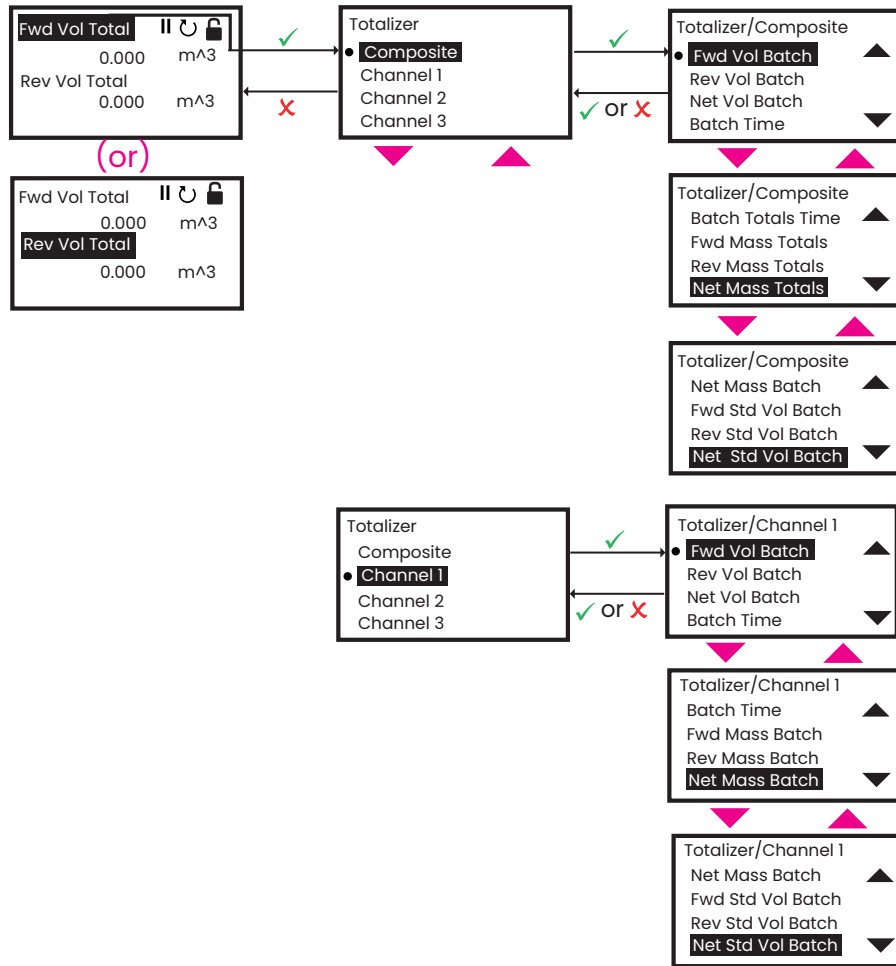 Fwd Vol Total
0.000 m^3
Rev Vol Total
0.000 m^3
✓
✗
Totalizer
Composite
Channel 1
Channel 2
Channel 3
✓
✓ or ✗
Totalizer/Composite
Fwd Vol Batch
Rev Vol Batch
Net Vol Batch
Batch Time
(or)
Fwd Vol Total
0.000 m^3
Rev Vol Total
0.000 m^3
Totalizer/Composite
Batch Totals Time
Fwd Mass Totals
Rev Mass Totals
Net Mass Totals
Totalizer/Composite
Net Mass Batch
Fwd Std Vol Batch
Rev Std Vol Batch
Net Std Vol Batch
Totalizer
Composite
Channel 1
Channel 2
Channel 3
✓
✓ or ✗
Totalizer/Channel 1
Fwd Vol Batch
Rev Vol Batch
Net Vol Batch
Batch Time
Totalizer/Channel 1
Batch Time
Fwd Mass Batch
Rev Mass Batch
Net Mass Batch
Totalizer/Channel 1
Net Mass Batch
Fwd Std Vol Batch
Rev Std Vol Batch
Net Std Vol Batch